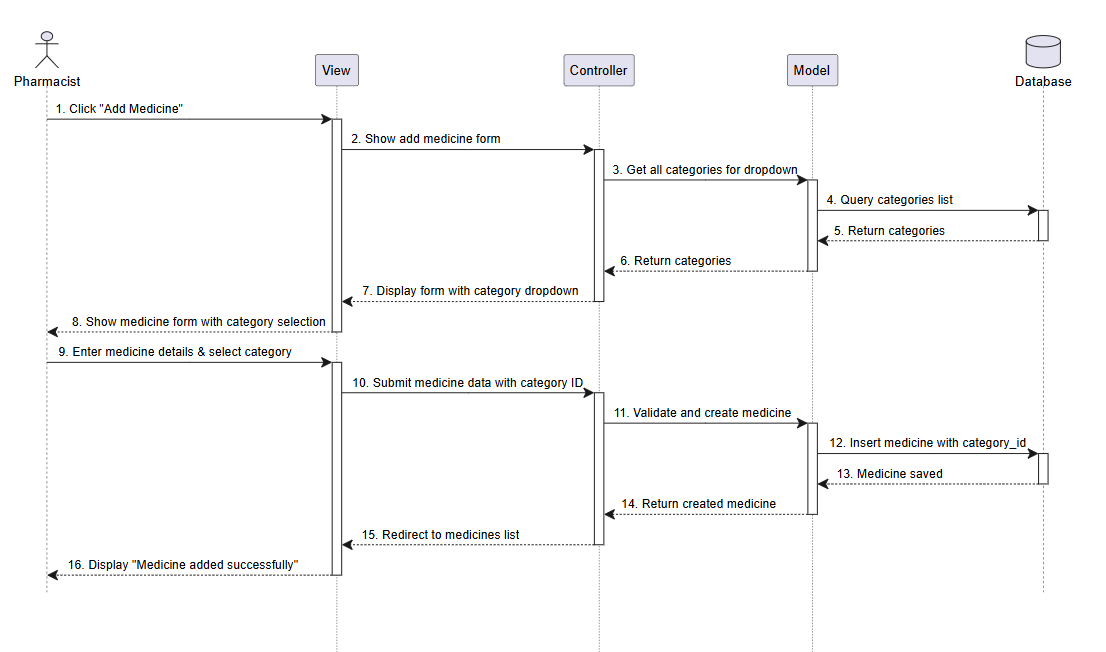 Pharmacist
View
Controller
Model
Database
1. Click "Add Medicine"
2. Show add medicine form
3. Get all categories for dropdown
4. Query categories list
5. Return categories
6. Return categories
7. Display form with category dropdown
8. Show medicine form with category selection
9. Enter medicine details & select category
10. Submit medicine data with category ID
11. Validate and create medicine
12. Insert medicine with category_id
13. Medicine saved
14. Return created medicine
15. Redirect to medicines list
16. Display "Medicine added successfully"